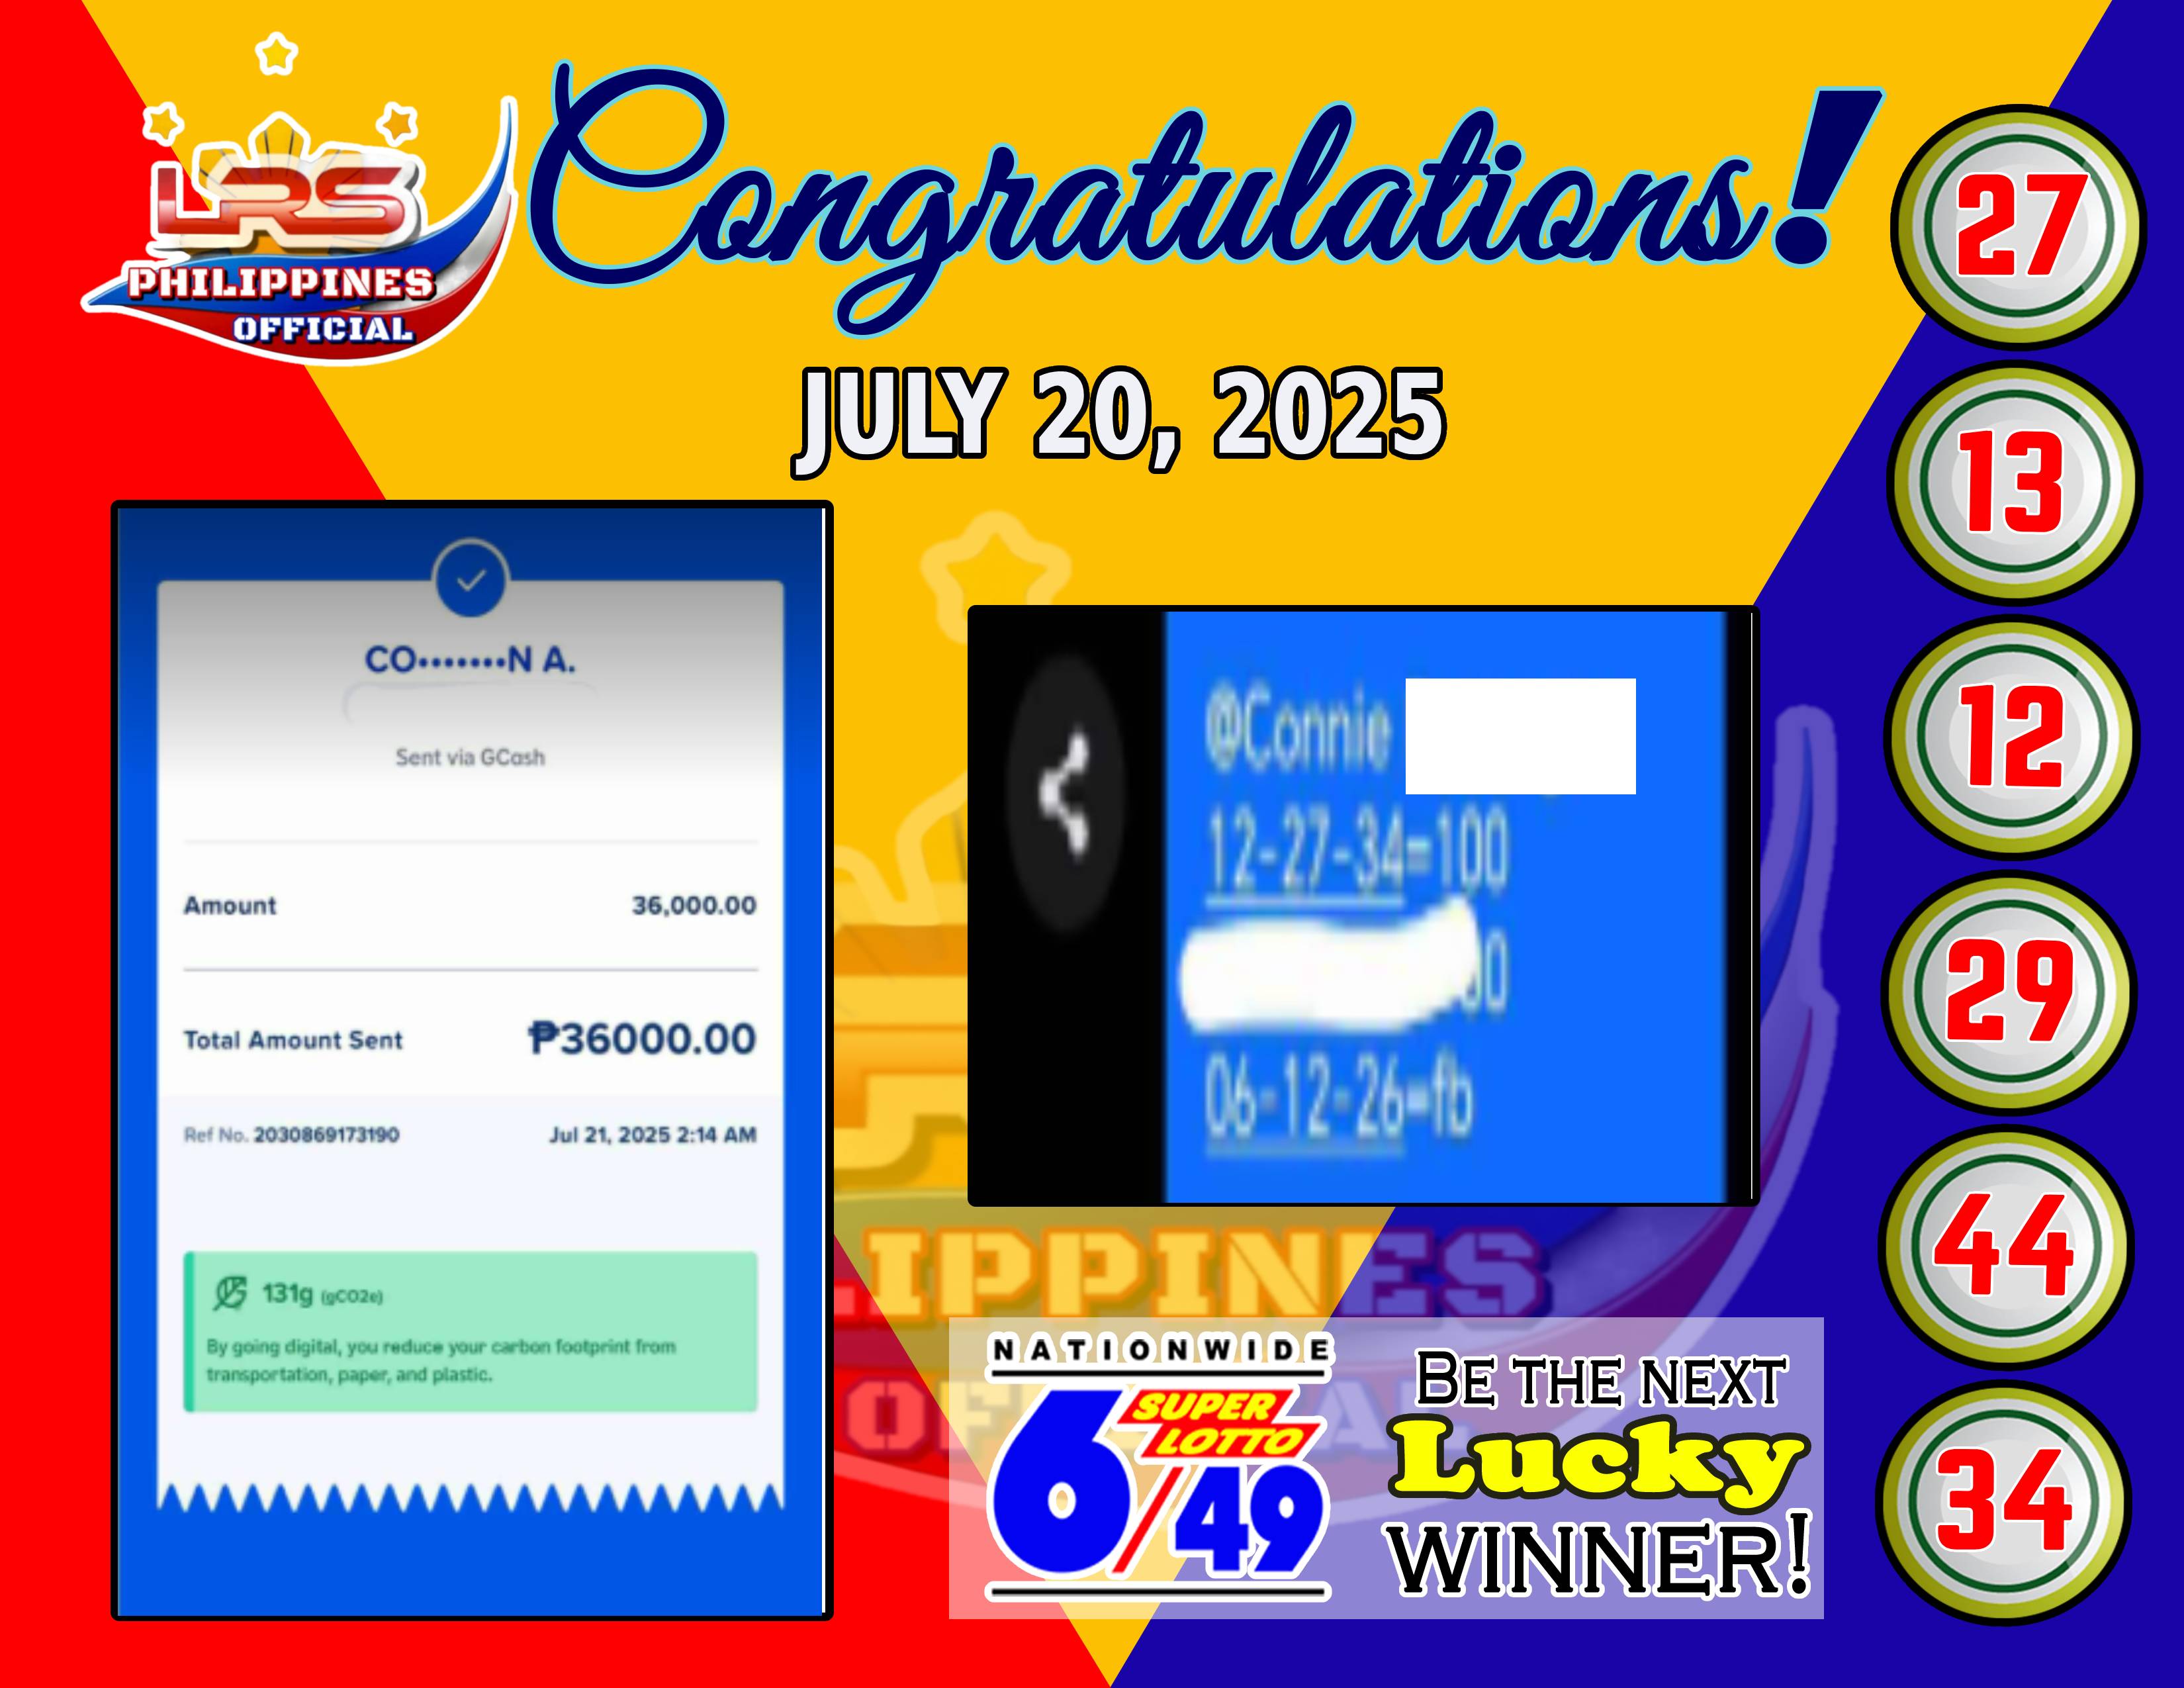 LRS
PHILIPPINES
OFFICIAL
Congratulations!
JULY 20, 2025
CO•••••••N A.
Sent via GCash
Amount 36,000.00
Total Amount Sent ₱36000.00
Ref No. 2030869173190 Jul 21, 2025 2:14 AM
131g (gCO2e)
By going digital, you reduce your carbon footprint from
transportation, paper, and plastic.
@Connie
12-27-34=100
06-12-26=fb
NATIONWIDE
SUPER
LOTTO
6/49
BE THE NEXT
Lucky
WINNER!
27
13
12
29
44
34